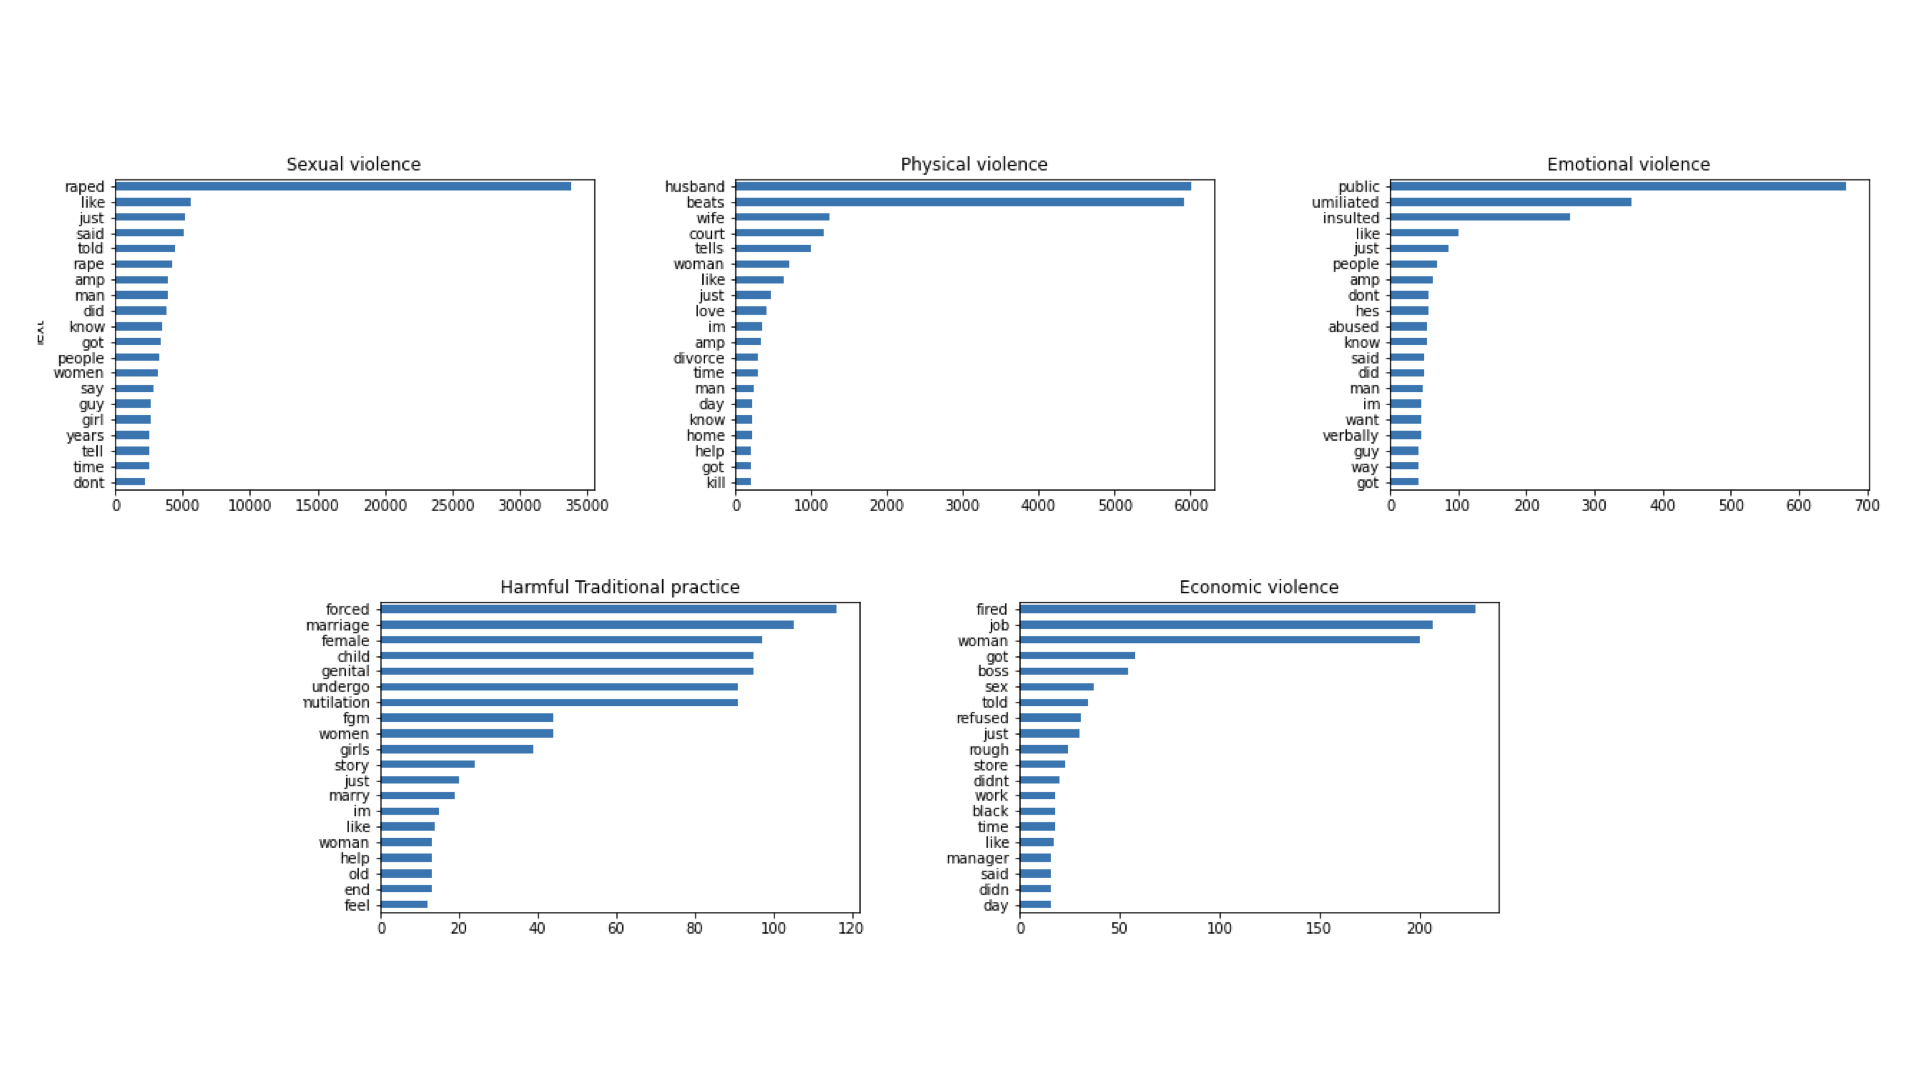 Sexual violence
raped
like
just
said
told
rape
amp
man
did
know
got
people
women
say
guy
girl
years
tell
time
dont
0 5000 10000 15000 20000 25000 30000 35000
Physical violence
husband
beats
wife
court
tells
woman
like
just
love
im
amp
divorce
time
man
day
know
home
help
got
kill
0 1000 2000 3000 4000 5000 6000
Emotional violence
public
umiliated
insulted
like
just
people
amp
dont
hes
abused
know
said
did
man
im
want
verbally
guy
way
got
0 100 200 300 400 500 600 700
Harmful Traditional practice
forced
marriage
female
child
genital
undergo
mutilation
fgm
women
girls
story
just
marry
im
like
woman
help
old
end
feel
0 20 40 60 80 100 120
Economic violence
fired
job
woman
got
boss
sex
told
refused
just
rough
store
didnt
work
black
time
like
manager
said
didn
day
0 50 100 150 200